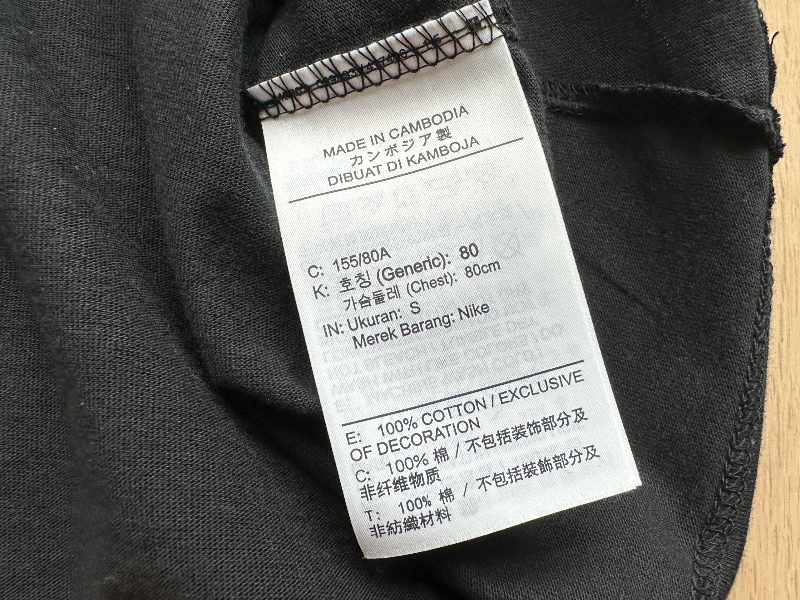 MADE IN CAMBODIA
カンボジア製
DIBUAT DI KAMBOJA
C: 155/80A
K: 호칭 (Generic): 80
가슴둘레 (Chest): 80cm
IN: Ukuran: S
Merek Barang: Nike
E: 100% COTTON / EXCLUSIVE
OF DECORATION
C: 100% 棉 / 不包括装饰部分及
非纤维物质
T: 100% 棉 / 不包括裝飾部分及
非紡織材料